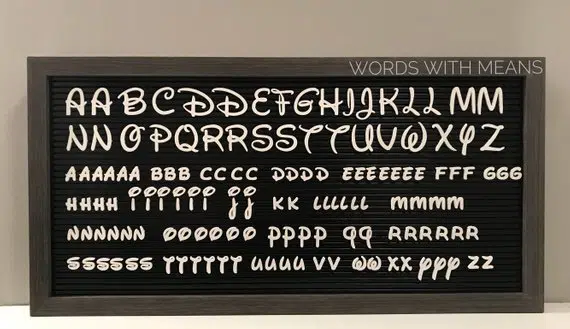 WORDS WITH MEANS
AABCDDEFGHIJKLLMM
NNOPQRRSSTTUVWXYZ
AAAAAA BBB CCCC DDDD EEEEEEE FFF GGG
HHHH iiiiiii jj KK LLLLLL mmmm
NNNNNN OOOOOO PPPP qq RRRRRR
SSSSSS TTTTTT uuuu VV WW XX yyy ZZ